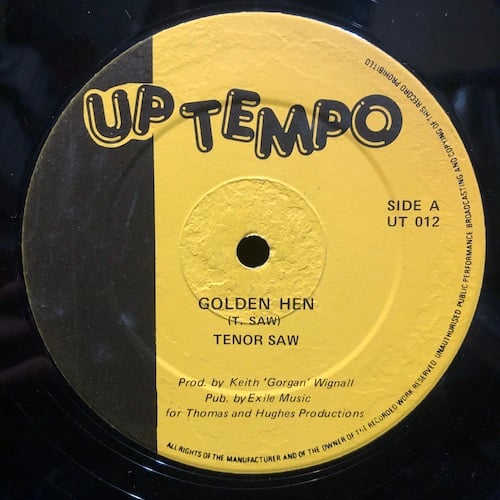 UP TEMPO
SIDE A
UT 012
GOLDEN HEN
(T. SAW)
TENOR SAW
Prod. by Keith 'Gorgan' Wignall
Pub. by Exile Music
for Thomas and Hughes Productions
ALL RIGHTS OF THE MANUFACTURER AND OF THE OWNER OF THE RECORDED WORK RESERVED UNAUTHORISED PUBLIC PERFORMANCE BROADCASTING AND COPYING OF THIS RECORD PROHIBITED